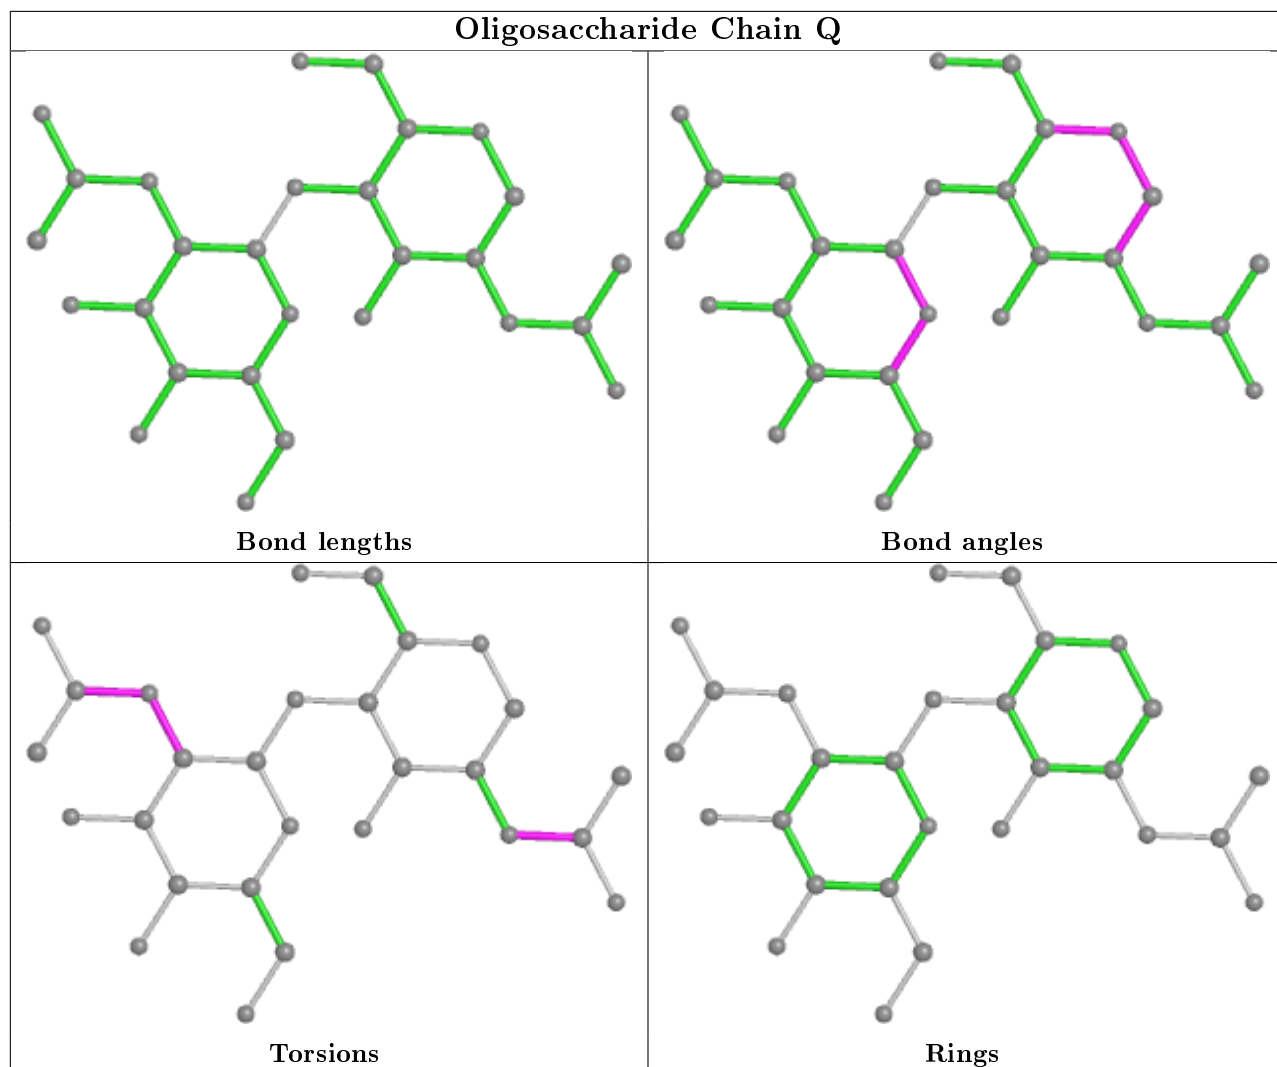 Oligosaccharide Chain Q
Bond lengths
Bond angles
Torsions
Rings